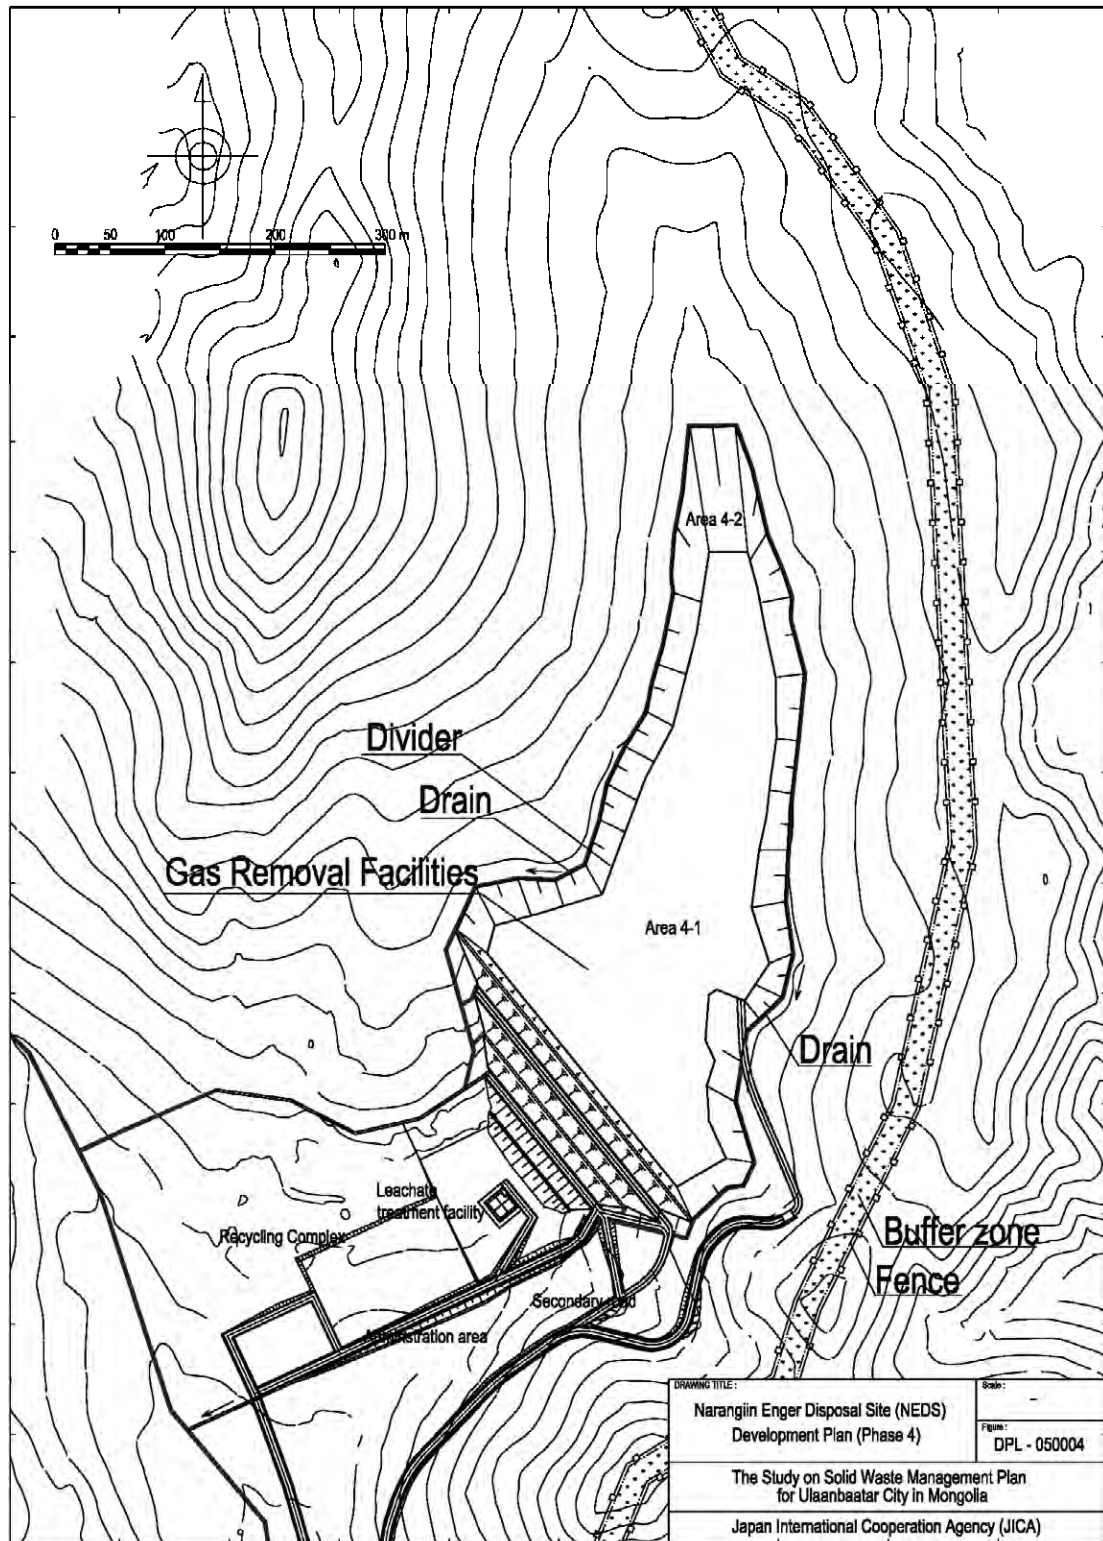 0 50 100 200 300 m
Area 4-2
Divider
Drain
Gas Removal Facilities
Area 4-1
Drain
Leachate
treatment facility
Recycling Complex
Buffer zone
Fence
Secondary road
Administration area
DRAWING TITLE :
Narangiin Enger Disposal Site (NEDS)
Development Plan (Phase 4)
Scale :
-
Figure :
DPL - 050004
The Study on Solid Waste Management Plan
for Ulaanbaatar City in Mongolia
Japan International Cooperation Agency (JICA)